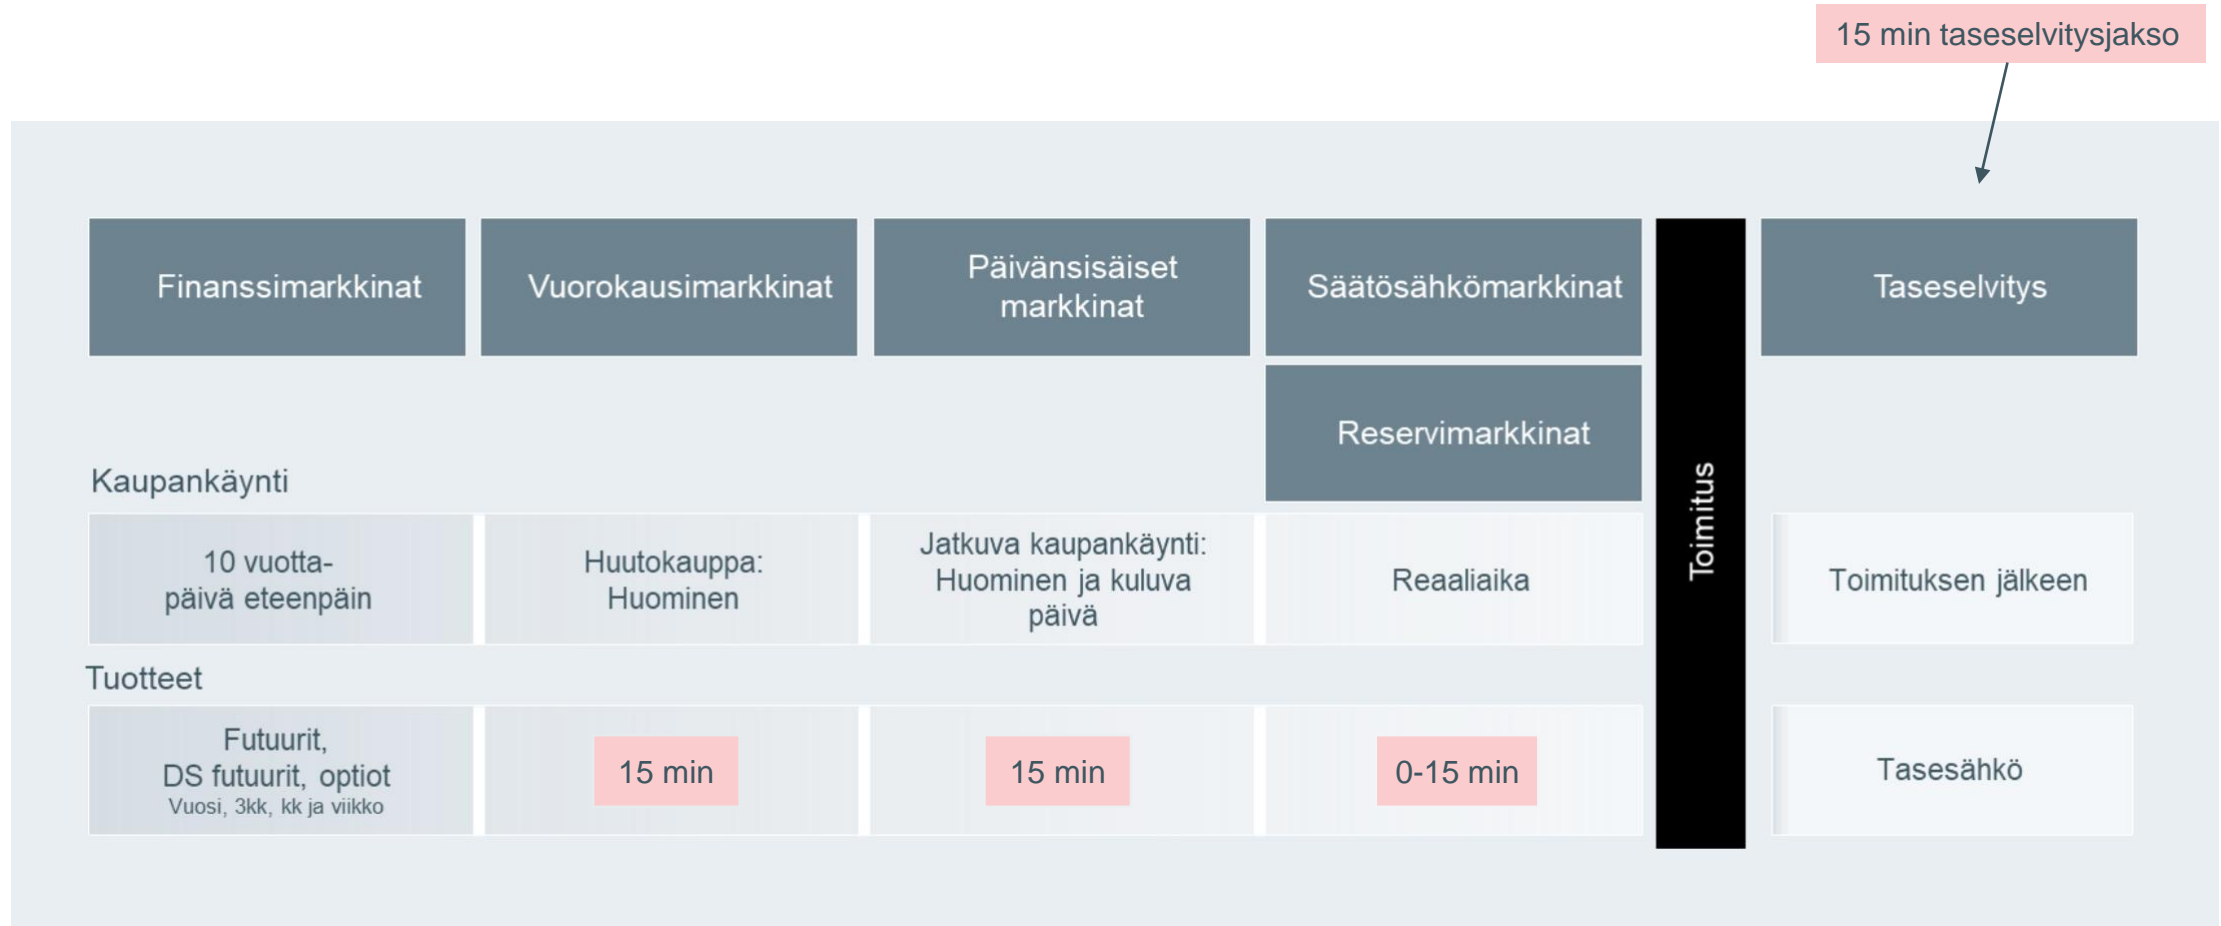 15 min taseselvitysjakso
Finanssimarkkinat
Vuorokausimarkkinat
Päivänsisäiset
markkinat
Säätösähkömarkkinat
Taseselvitys
Reservimarkkinat
Toimitus
Kaupankäynti
10 vuotta-
päivä eteenpäin
Huutokauppa:
Huominen
Jatkuva kaupankäynti:
Huominen ja kuluva
päivä
Reaaliaika
Toimituksen jälkeen
Tuotteet
Futuurit,
DS futuurit, optiot
Vuosi, 3kk, kk ja viikko
15 min
15 min
0-15 min
Tasesähkö